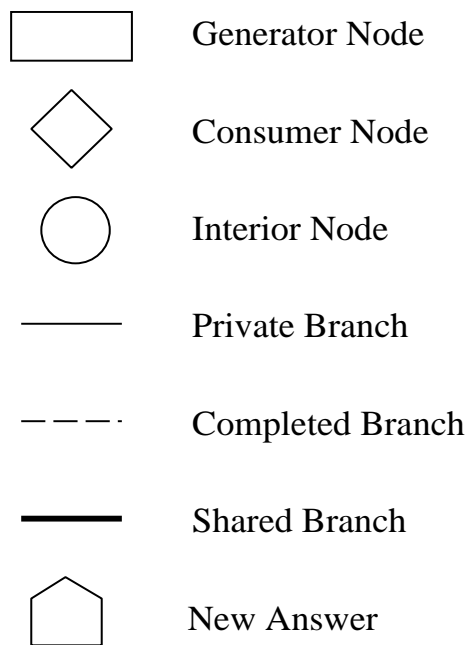 Generator Node
Consumer Node
Interior Node
Private Branch
Completed Branch
Shared Branch
New Answer